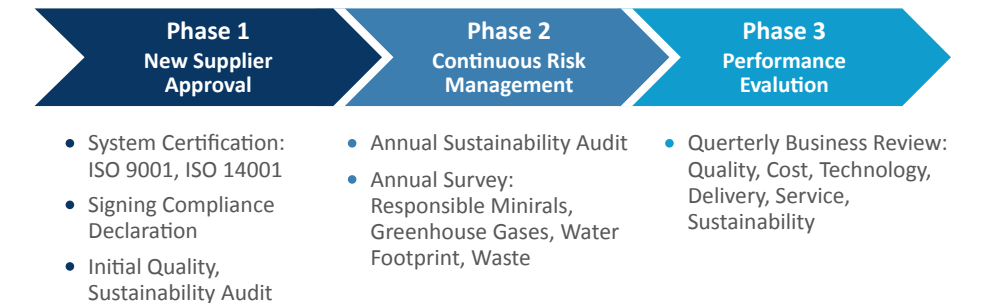 Phase 1
New Supplier
Approval
Phase 2
Continuous Risk
Management
Phase 3
Performance
Evalution
• System Certification:
ISO 9001, ISO 14001
• Signing Compliance
Declaration
• Initial Quality,
Sustainability Audit
• Annual Sustainability Audit
• Annual Survey:
Responsible Minirals,
Greenhouse Gases, Water
Footprint, Waste
• Querterly Business Review:
Quality, Cost, Technology,
Delivery, Service,
Sustainability